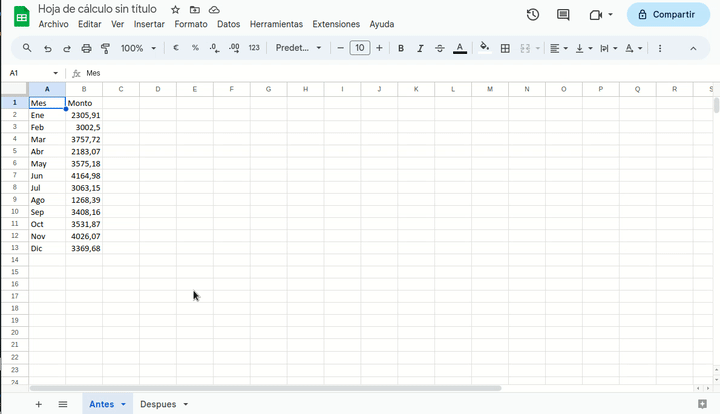 Hoja de cálculo sin título
Archivo Editar Ver Insertar Formato Datos Herramientas Extensiones Ayuda
Compartir
100% € % .0 .00 123 Predet... 10 B I S A
A1 fx Mes
A B C D E F G H I J K L M N O P Q R S
1 Mes Monto
2 Ene 2305,91
3 Feb 3002,5
4 Mar 3757,72
5 Abr 2183,07
6 May 3575,18
7 Jun 4164,98
8 Jul 3063,15
9 Ago 1268,39
10 Sep 3408,16
11 Oct 3531,87
12 Nov 4026,07
13 Dic 3369,68
14
15
16
17
18
19
20
21
22
23
24
Antes Despues